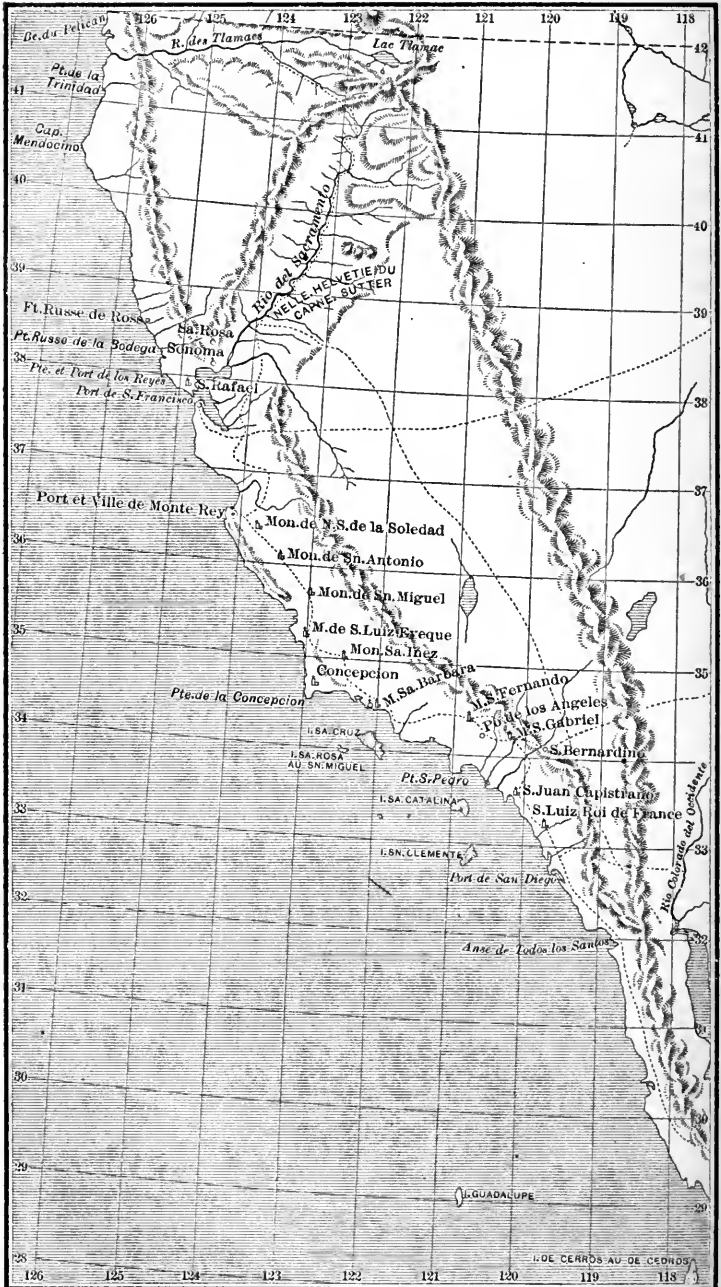 126 125 124 123 122 121 120 119 118
Be. du Pelican
R. des Tlamacs
Lac Tlamac
42
Pt. de la
Trinidad
41
41
Cap.
Mendocino
40
40
Rio del Sacramento
39
39
NELLE. HELVETIE DU
CAPNE. SUTTER
Ft. Russe de Ross
Sa. Rosa
Pt. Russe de la Bodega
Sonoma
38
38
Pte. et Port de los Reyes
S. Rafael
Port de S. Francisco
37
37
Port et Ville de Monte Rey
Mon. de N. S. de la Soledad
36
36
Mon. de Sn. Antonio
Mon. de Sn. Miguel
35
35
M. de S. Luiz Eveque
Mon. Sa. Inez
Concepcion
M. Sa. Barbara
Pte. de la Concepcion
34
34
M. S. Fernando
Pb. de los Angeles
M. S. Gabriel
S. Bernardino
I. SA. CRUZ
I. SA. ROSA
AU SN. MIGUEL
Pt. S. Pedro
33
33
I. SA. CATALINA
S. Juan Capistrano
S. Luiz Roi de France
I. SN. CLEMENTE
Port de San Diego
Rio Colorado del Occidente
32
32
Anse de Todos los Santos
31
31
30
30
29
29
I. GUADALUPE
28
I. DE CERROS AU DE CEDROS
126 125 124 123 122 121 120 119 118